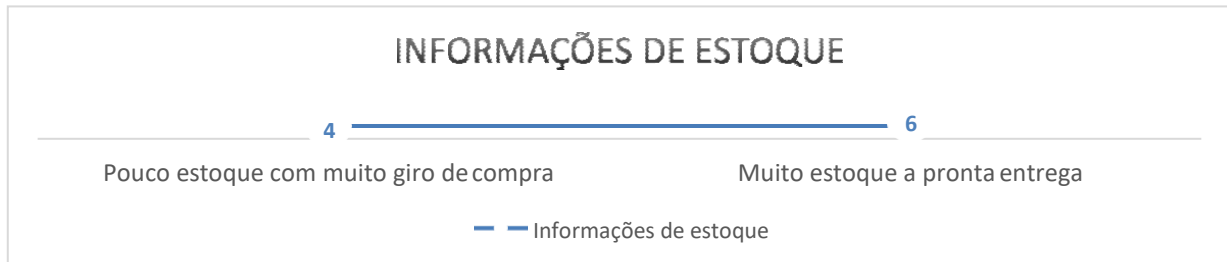 INFORMAÇÕES DE ESTOQUE
4 6
Pouco estoque com muito giro de compra Muito estoque a pronta entrega
Informações de estoque